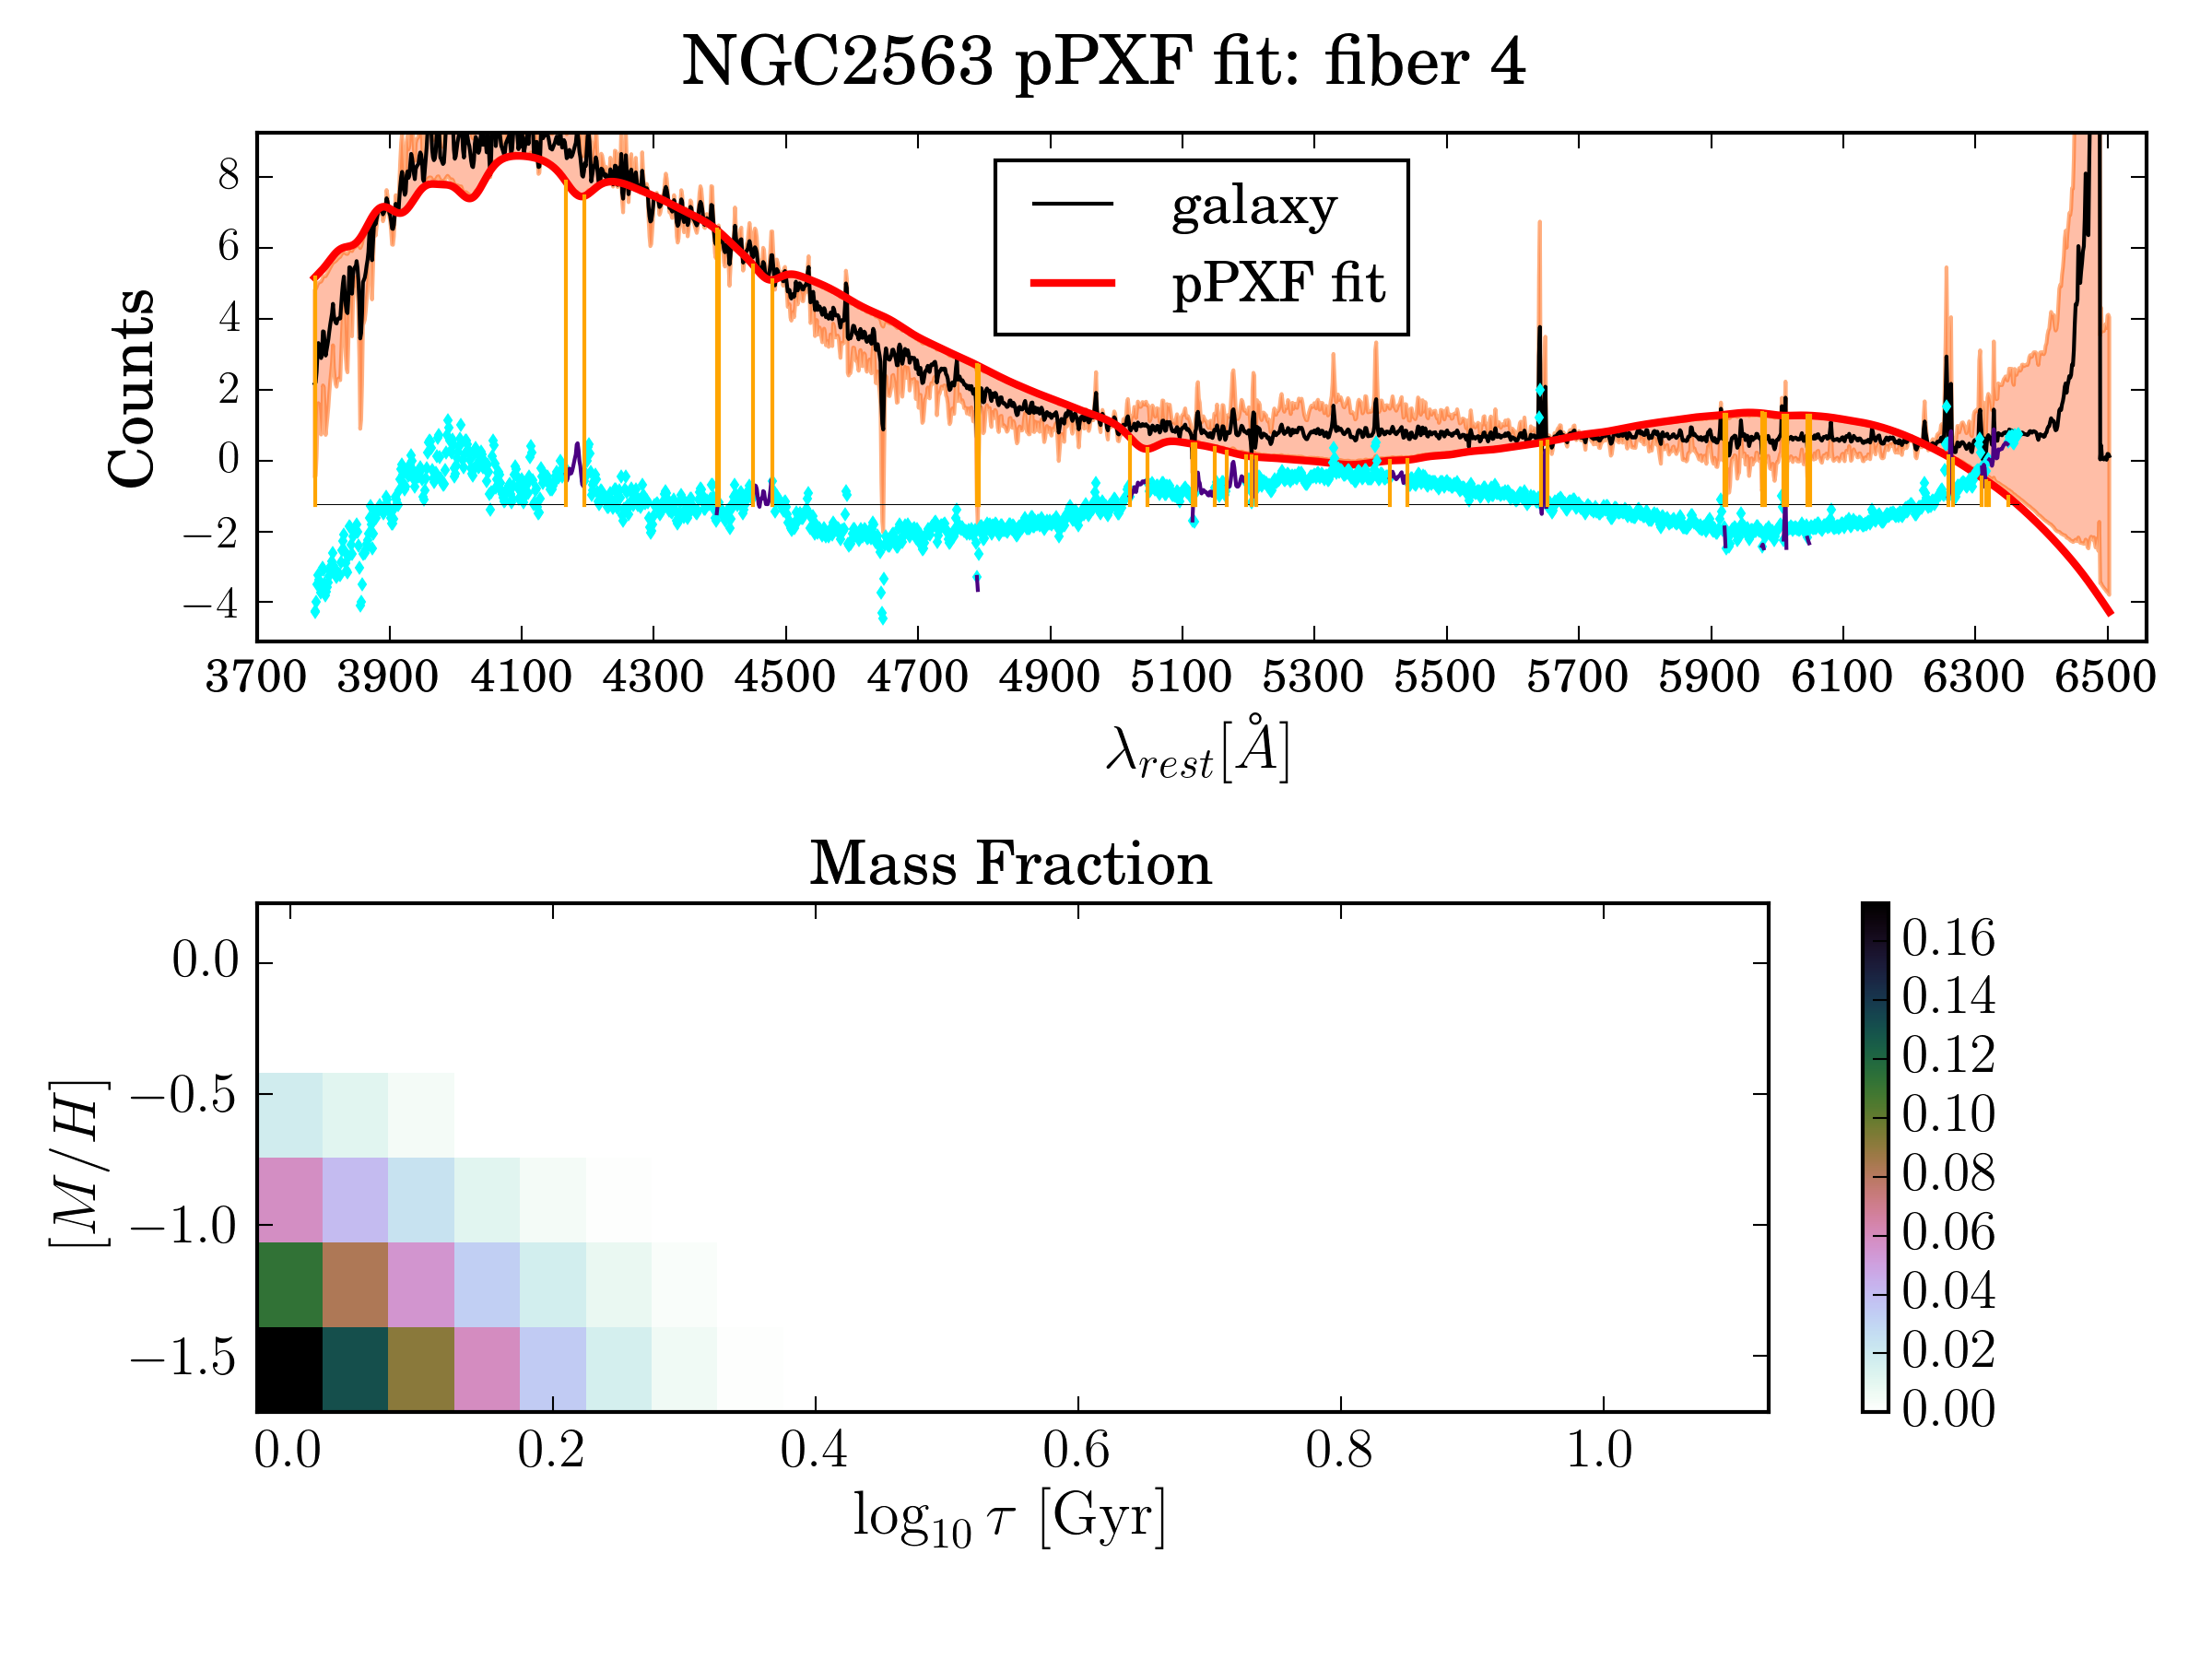 NGC2563 pPXF fit: fiber 4
8
6
4
2
0
−2
−4
Counts
galaxy
pPXF fit
3700 3900 4100 4300 4500 4700 4900 5100 5300 5500 5700 5900 6100 6300 6500
λrest[Å]
Mass Fraction
0.0
−0.5
−1.0
−1.5
[M/H]
0.0 0.2 0.4 0.6 0.8 1.0
log10 τ [Gyr]
0.16
0.14
0.12
0.10
0.08
0.06
0.04
0.02
0.00